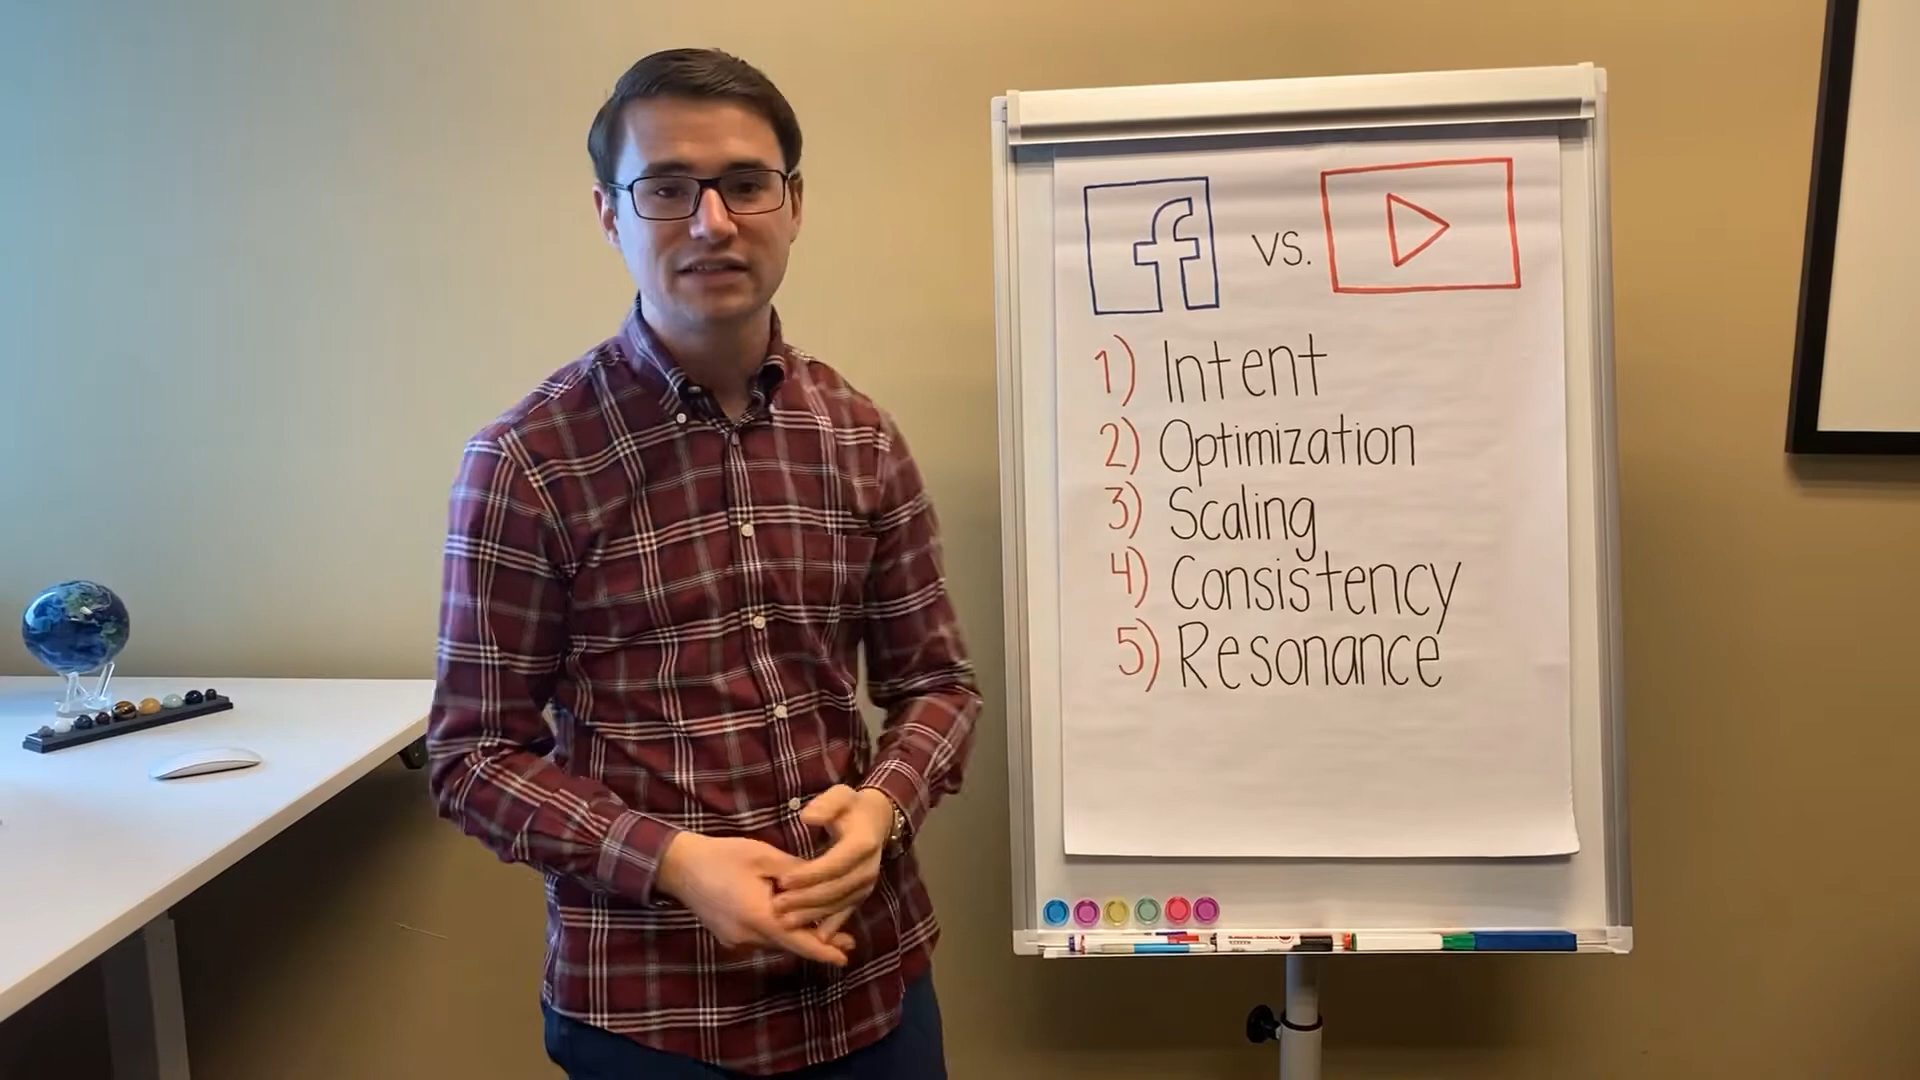 f vs.
1) Intent
2) Optimization
3) Scaling
4) Consistency
5) Resonance